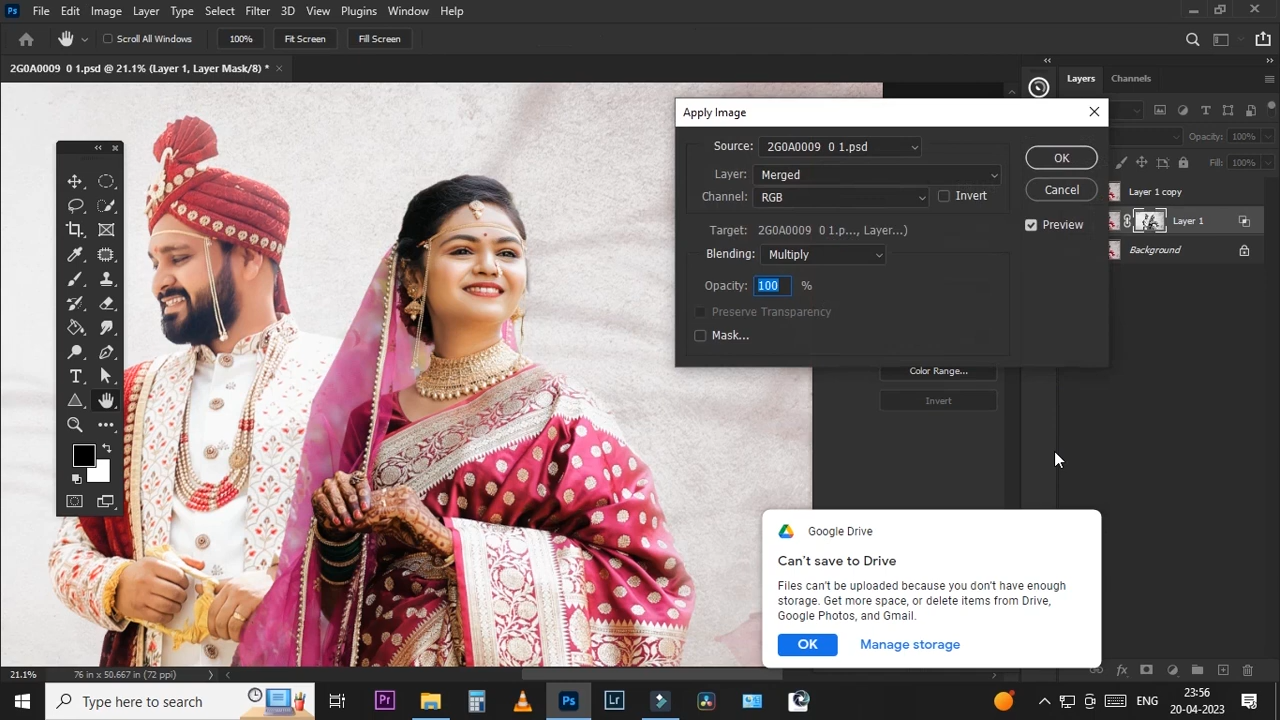 Ps File Edit Image Layer Type Select Filter 3D View Plugins Window Help
Scroll All Windows 100% Fit Screen Fill Screen
2G0A0009 0 1.psd @ 21.1% (Layer 1, Layer Mask/8) * ×
Layers Channels
Apply Image
Source: 2G0A0009 0 1.psd
Layer: Merged
Channel: RGB Invert
Target: 2G0A0009 0 1.p..., Layer...)
Blending: Multiply
Opacity: 100 %
Preserve Transparency
Mask...
OK
Cancel
Preview
Opacity: 100%
Fill: 100%
Layer 1 copy
Layer 1
Background
Color Range...
Invert
Google Drive
Can't save to Drive
Files can't be uploaded because you don't have enough
storage. Get more space, or delete items from Drive,
Google Photos, and Gmail.
OK Manage storage
21.1% 76 in x 50.667 in (72 ppi)
Type here to search
Pr
Ps
Lr
ENG
23:56
20-04-2023